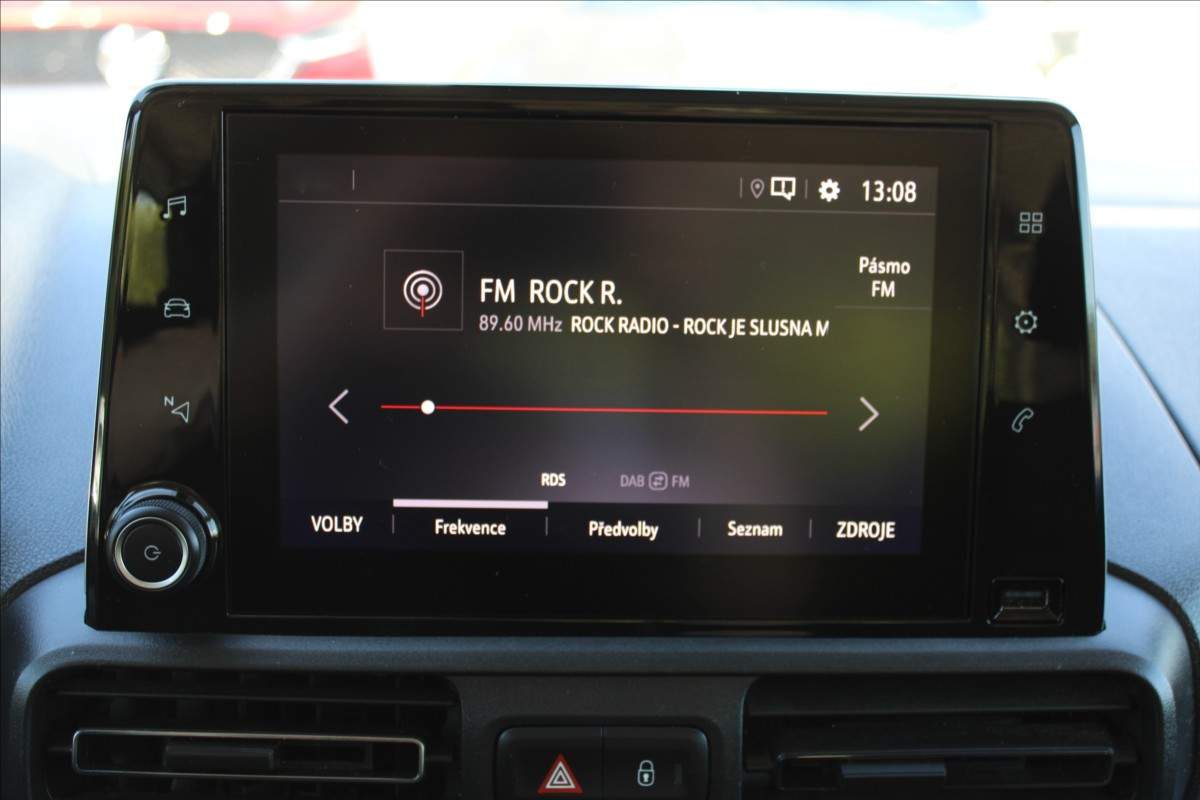 13:08
Pásmo
FM
FM ROCK R.
89.60 MHz ROCK RADIO - ROCK JE SLUSNA M
N
RDS DAB FM
VOLBY Frekvence Předvolby Seznam ZDROJE